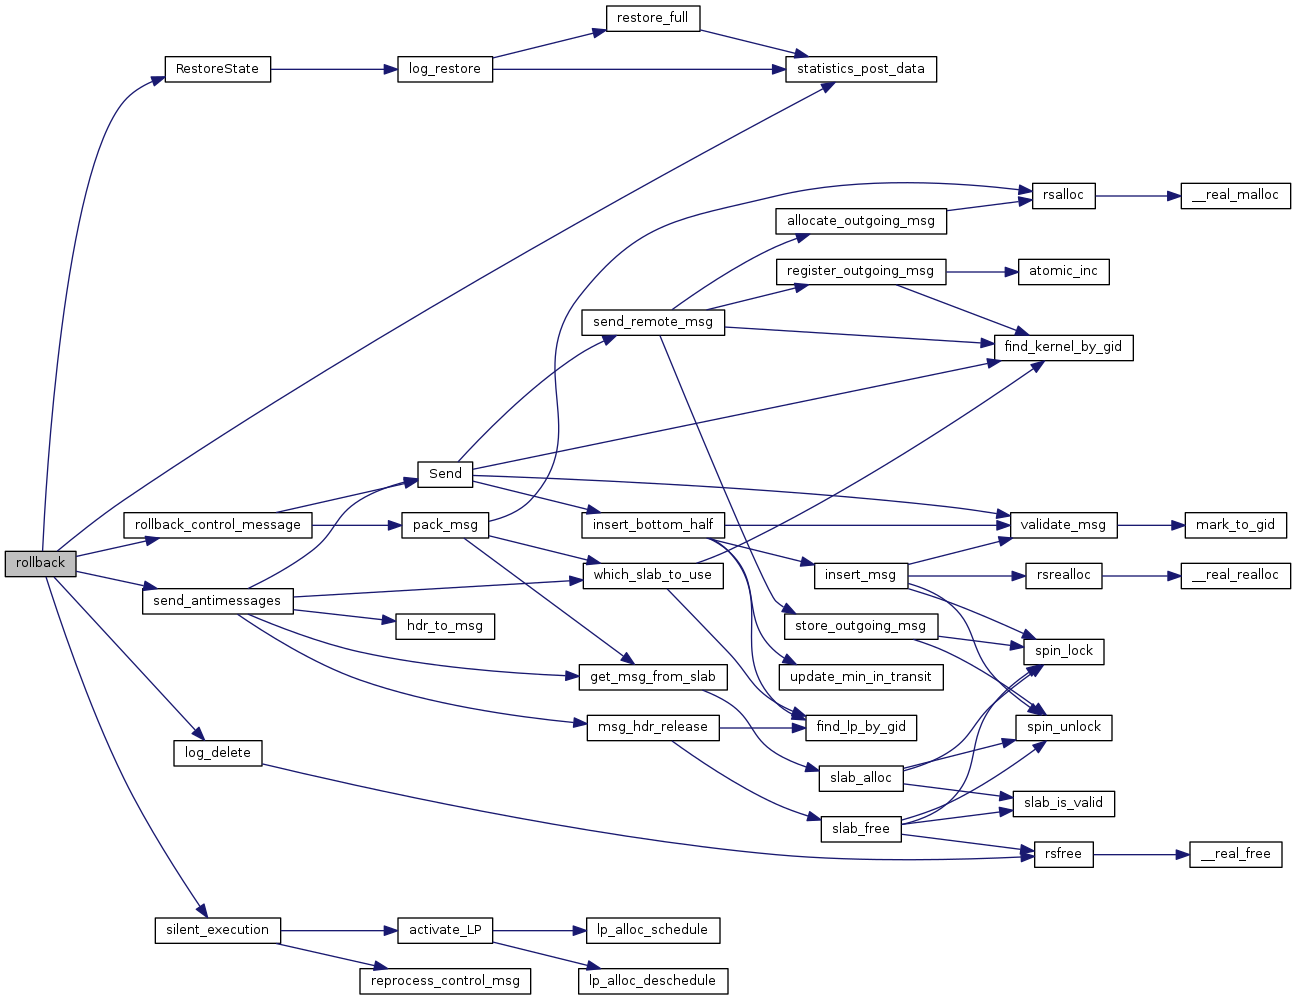 restore_full
RestoreState
log_restore
statistics_post_data
rsalloc
__real_malloc
allocate_outgoing_msg
register_outgoing_msg
atomic_inc
send_remote_msg
find_kernel_by_gid
Send
rollback_control_message
pack_msg
insert_bottom_half
validate_msg
mark_to_gid
rollback
which_slab_to_use
insert_msg
rsrealloc
__real_realloc
send_antimessages
hdr_to_msg
store_outgoing_msg
spin_lock
get_msg_from_slab
update_min_in_transit
msg_hdr_release
find_lp_by_gid
spin_unlock
log_delete
slab_alloc
slab_is_valid
slab_free
rsfree
__real_free
silent_execution
activate_LP
lp_alloc_schedule
reprocess_control_msg
lp_alloc_deschedule